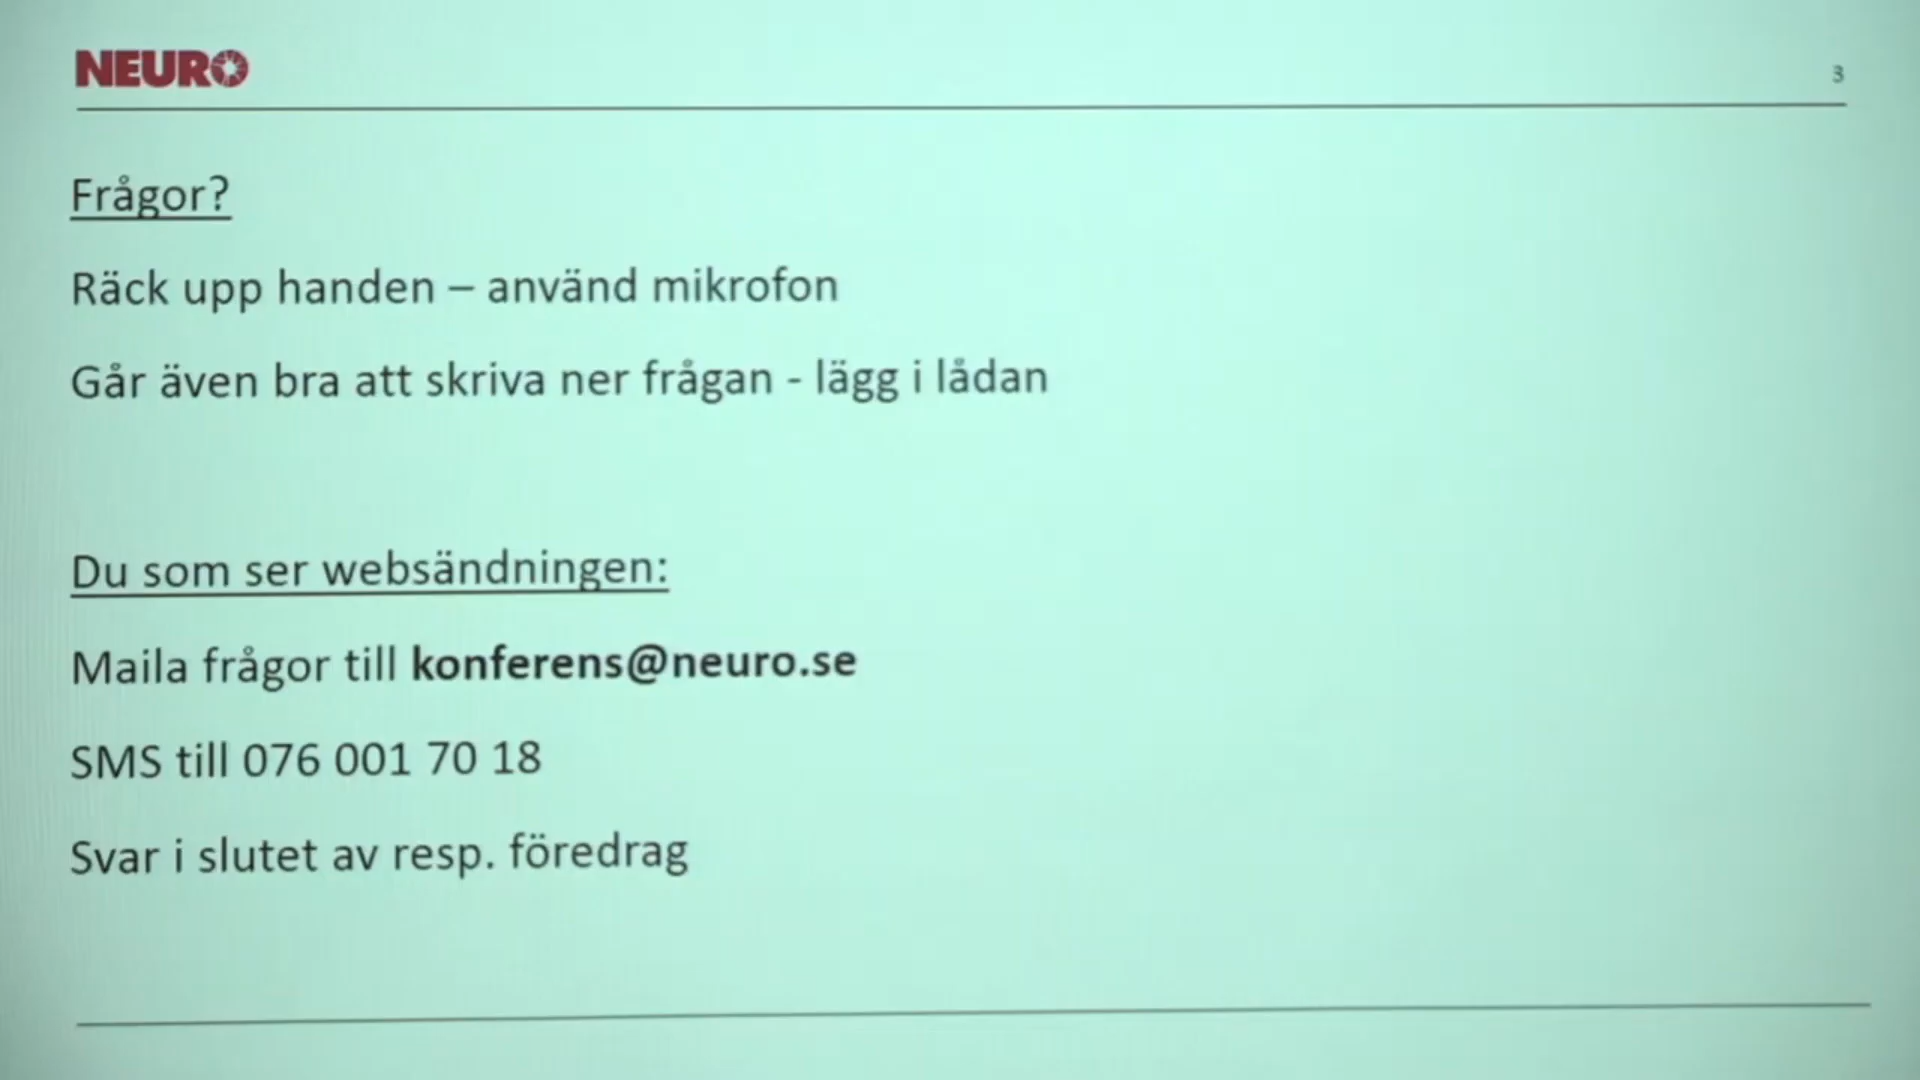 NEURO
3
Frågor?
Räck upp handen – använd mikrofon
Går även bra att skriva ner frågan - lägg i lådan
Du som ser websändningen:
Maila frågor till konferens@neuro.se
SMS till 076 001 70 18
Svar i slutet av resp. föredrag